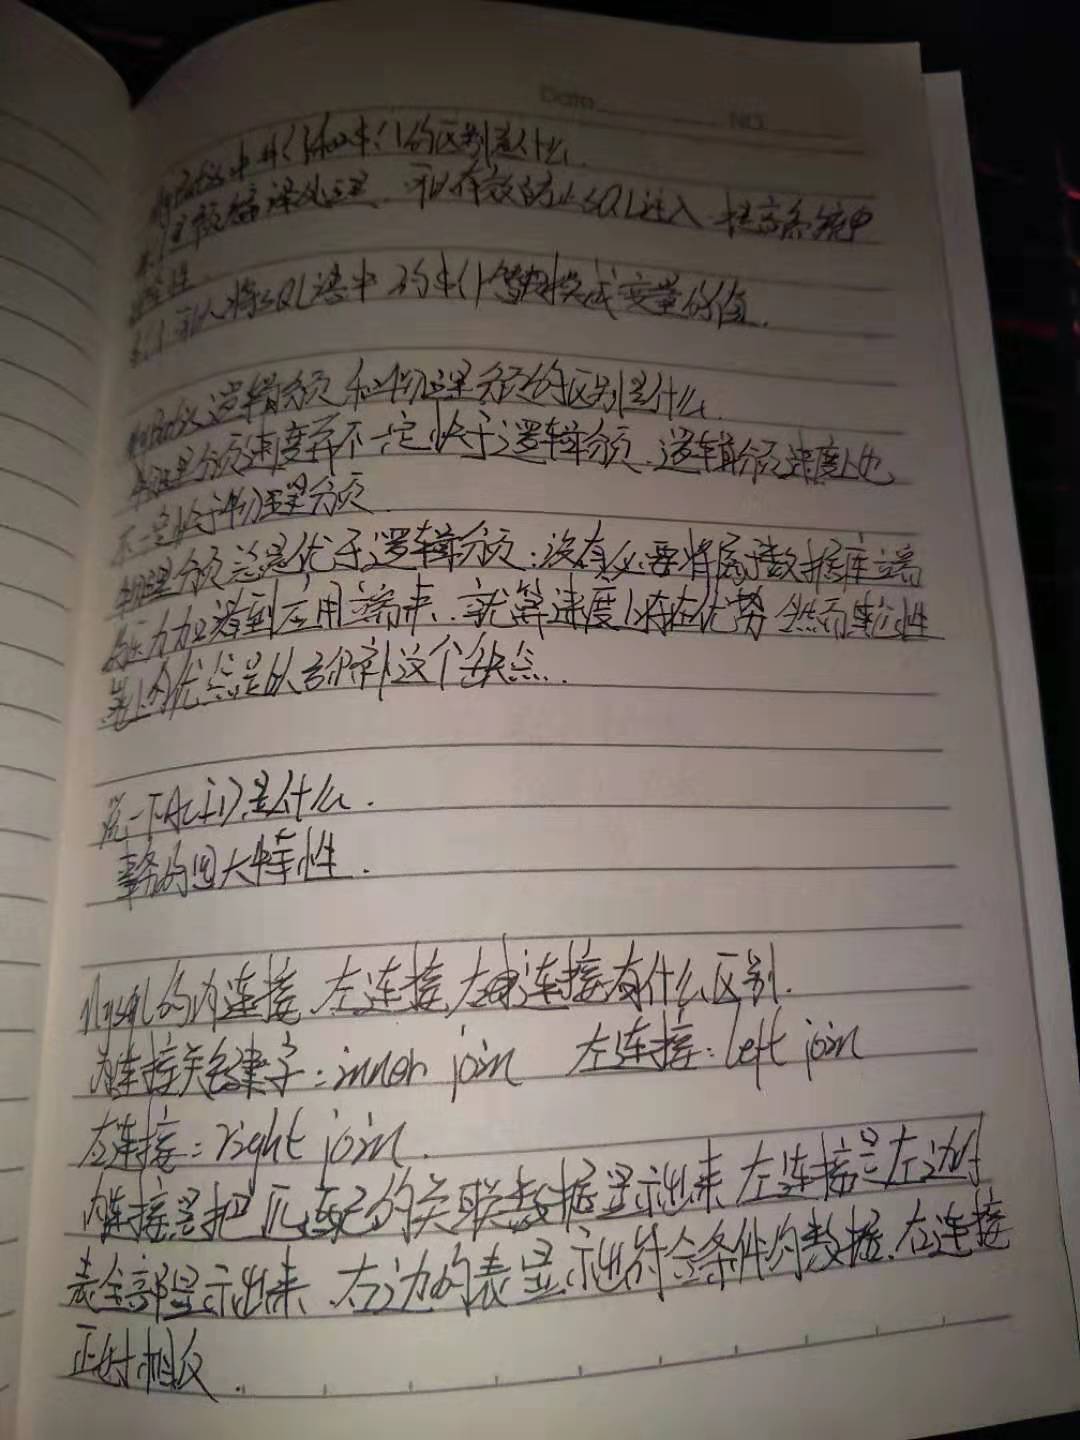 Date NO.
MyBatis中#{}和${}的区别是什么.
#{}是预编译处理.可以有效防止SQL注入 提高系统中
安全性.
${}可以将SQL语中的${}替换成变量的值.
MyBatis逻辑分页和物理分页的区别是什么.
物理分页速度并不一定快于逻辑分页.逻辑分页速度上也
不一定快于物理分页.
物理分页总是优于逻辑分页:没有必要将属于数据库端
的压力加诸到应用端来.就算速度上存在优势 然而其它性
能上的优点足以弥补这个缺点.
说一下ACID是什么.
事务的四大特性.
Mysql的内连接、左连接、右连接有什么区别.
内连接关键字:inner join 左连接:left join
右连接:right join.
内连接是把匹配的关联数据显示出来 左连接是左边的
表全部显示出来 右边的表显示出符合条件的数据.右连接
正好相反.